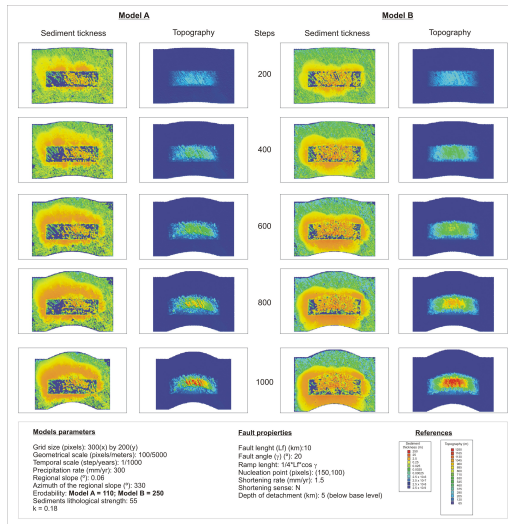 Model A
Model B
Sediment tickness
Topography
Steps
Sediment tickness
Topography
200
400
600
800
1000
Models parameters
Grid size (pixels): 300(x) by 200(y)
Geometrical scale (pixels/meters): 100/5000
Temporal scale (step/years): 1/1000
Precipitation rate (mm/yr): 300
Regional slope (º): 0.06
Azimuth of the regional slope (º): 330
Erodability: Model A = 110; Model B = 250
Sediments lithological strength: 55
k = 0.18
Fault propierties
Fault lenght (Lf) (km):10
Fault angle (γ) (º): 20
Ramp lenght: 1/4*Lf*cos γ
Nucleation point (pixels): (150,100)
Shortening rate (mm/yr): 1.5
Shortening sense: N
Depth of detachment (km): 5 (below base level)
References
Sediment
thickness (m)
Topography (m)